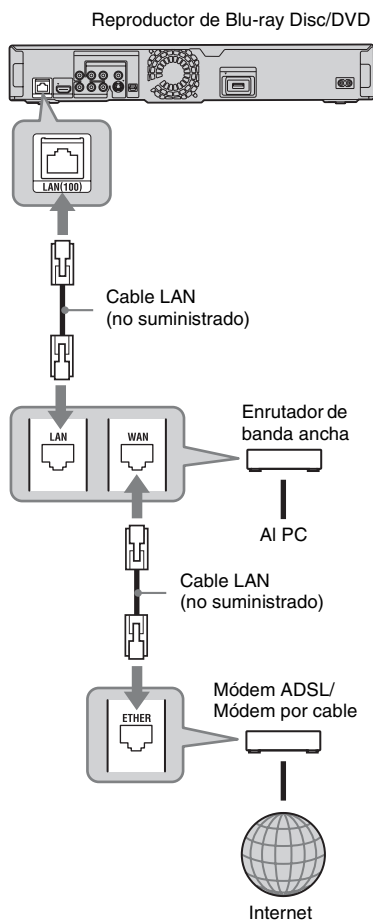 Reproductor de Blu-ray Disc/DVD
LAN(100)
Cable LAN
(no suministrado)
LAN
WAN
Enrutador de
banda ancha
Al PC
Cable LAN
(no suministrado)
ETHER
Módem ADSL/
Módem por cable
Internet